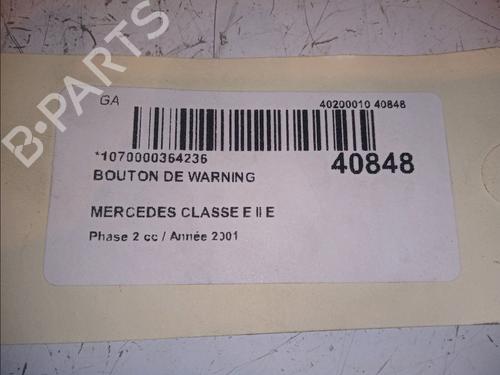 B-PARTS
GA
40200010 40848
*1070000364236
40848
BOUTON DE WARNING
MERCEDES CLASSE E II E
Phase 2 cc / Année 2001